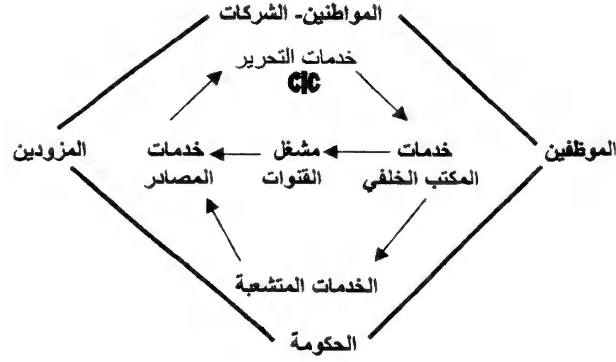 المواطنين- الشركات
خدمات التحرير
CIC
الموظفين
خدمات
المكتب الخلفي
مشغل
القنوات
خدمات
المصادر
المزودين
الخدمات المتشعبة
الحكومة